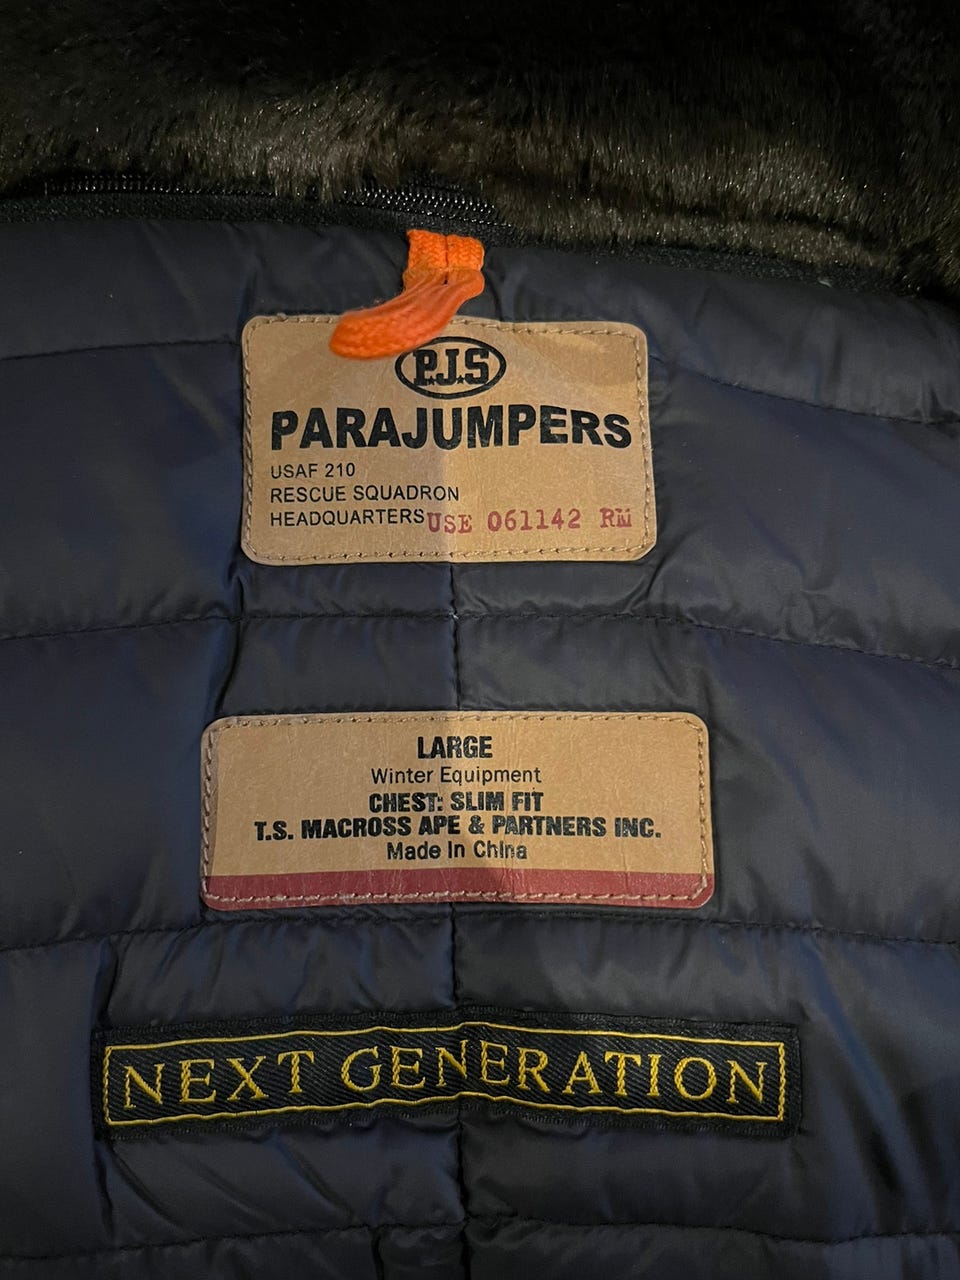 P.J.S
PARAJUMPERS
USAF 210
RESCUE SQUADRON
HEADQUARTERS USE 061142 RM
LARGE
Winter Equipment
CHEST: SLIM FIT
T.S. MACROSS APE & PARTNERS INC.
Made In China
NEXT GENERATION